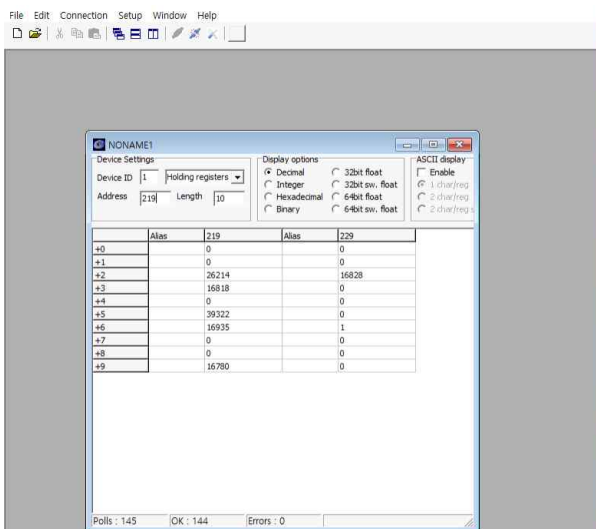 File Edit Connection Setup Window Help
NONAME1
Device Settings
Device ID 1 Holding registers
Address 219 Length 10
Display options
Decimal 32bit float
Integer 32bit sw. float
Hexadecimal 64bit float
Binary 64bit sw. float
ASCII display
Enable
1 char/reg
2 char/reg
2 char/reg s
Alias 219 Alias 229
+0 0 0
+1 0 0
+2 26214 16828
+3 16818 0
+4 0 0
+5 39322 0
+6 16935 1
+7 0 0
+8 0 0
+9 16780 0
Polls : 145 OK : 144 Errors : 0